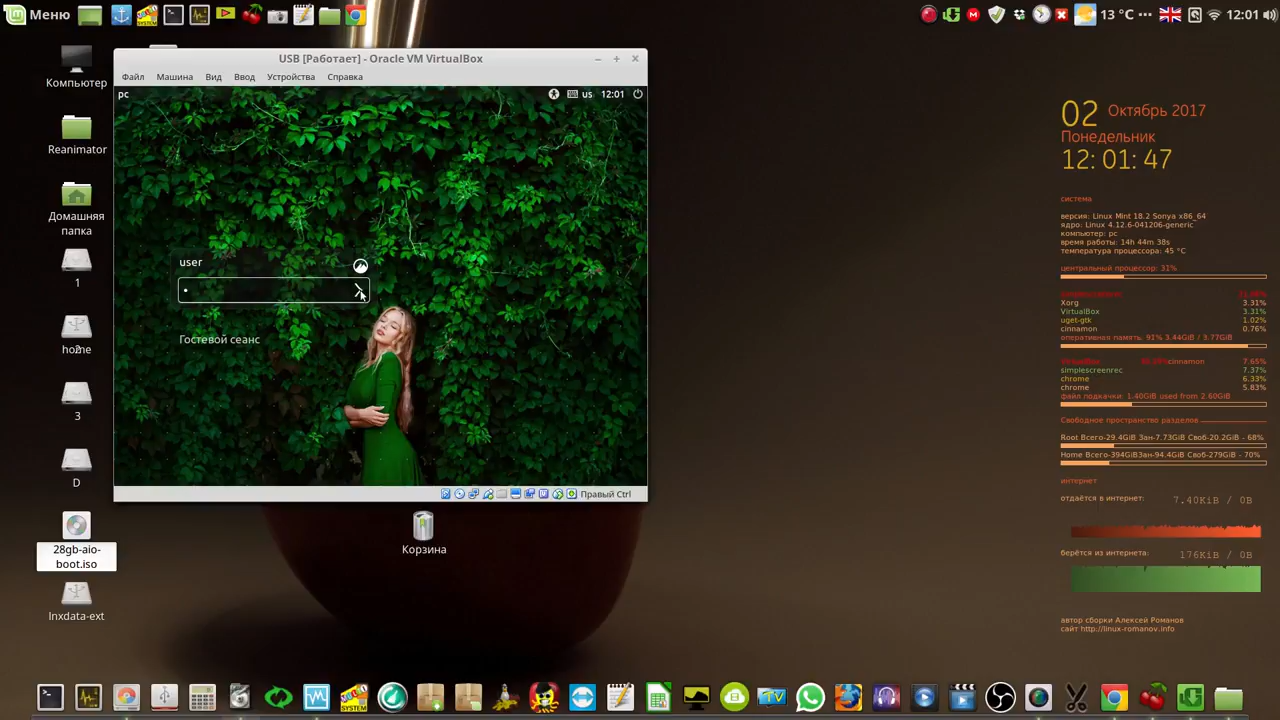 Меню
13 °C
12:01
Компьютер
Reanimator
Домашняя
папка
1
home
3
D
28gb-aio-
boot.iso
lnxdata-ext
USB [Работает] - Oracle VM VirtualBox
Файл Машина Вид Ввод Устройства Справка
pc
us 12:01
user
Гостевой сеанс
Правый Ctrl
Корзина
02 Октябрь 2017
Понедельник
12: 01: 47
система
версия: Linux Mint 18.2 Sonya x86_64
ядро: Linux 4.12.6-041206-generic
компьютер: pc
время работы: 14h 44m 38s
температура процессора: 45 °C
центральный процессор: 31%
Xorg 3.31%
VirtualBox 3.31%
uget-gtk 1.02%
cinnamon 0.76%
оперативная память: 91% 3.44GiB / 3.77GiB
VirtualBox cinnamon 7.65%
simplescreenrec 7.37%
chrome 6.33%
chrome 5.83%
файл подкачки: 1.40GiB used from 2.60GiB
Свободное пространство разделов
Root Всего-29.4GiB Зан-7.73GiB Своб-20.2GiB - 68%
Home Всего-394GiBЗан-94.4GiB Своб-279GiB - 70%
интернет
отдаётся в интернет: 7.40KiB / 0B
берётся из интернета: 176KiB / 0B
автор сборки Алексей Романов
сайт http://linux-romanov.info
SYSTEM
TV